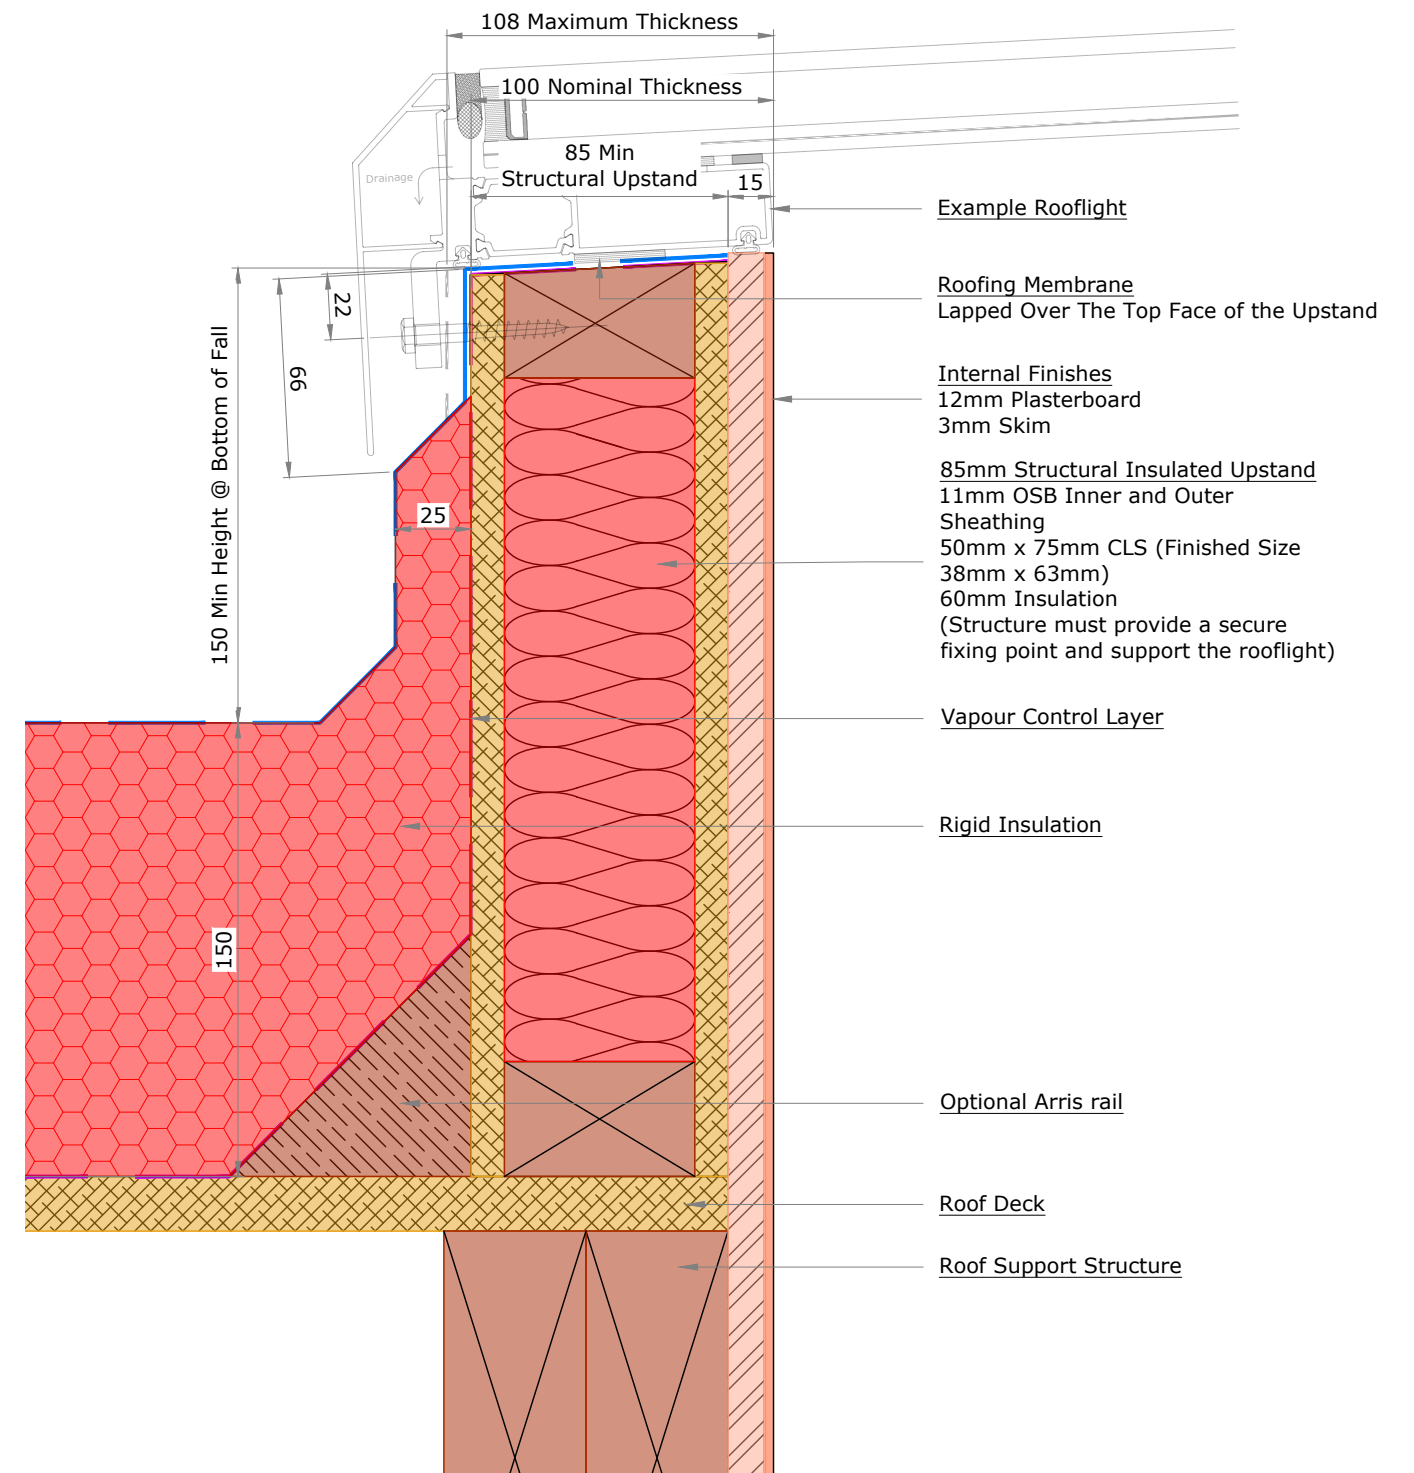 108 Maximum Thickness
100 Nominal Thickness
85 Min
Structural Upstand
15
Drainage
Example Rooflight
Roofing Membrane
Lapped Over The Top Face of the Upstand
22
66
150 Min Height @ Bottom of Fall
Internal Finishes
12mm Plasterboard
3mm Skim
85mm Structural Insulated Upstand
11mm OSB Inner and Outer
Sheathing
50mm x 75mm CLS (Finished Size
38mm x 63mm)
60mm Insulation
(Structure must provide a secure
fixing point and support the rooflight)
25
Vapour Control Layer
Rigid Insulation
150
Optional Arris rail
Roof Deck
Roof Support Structure